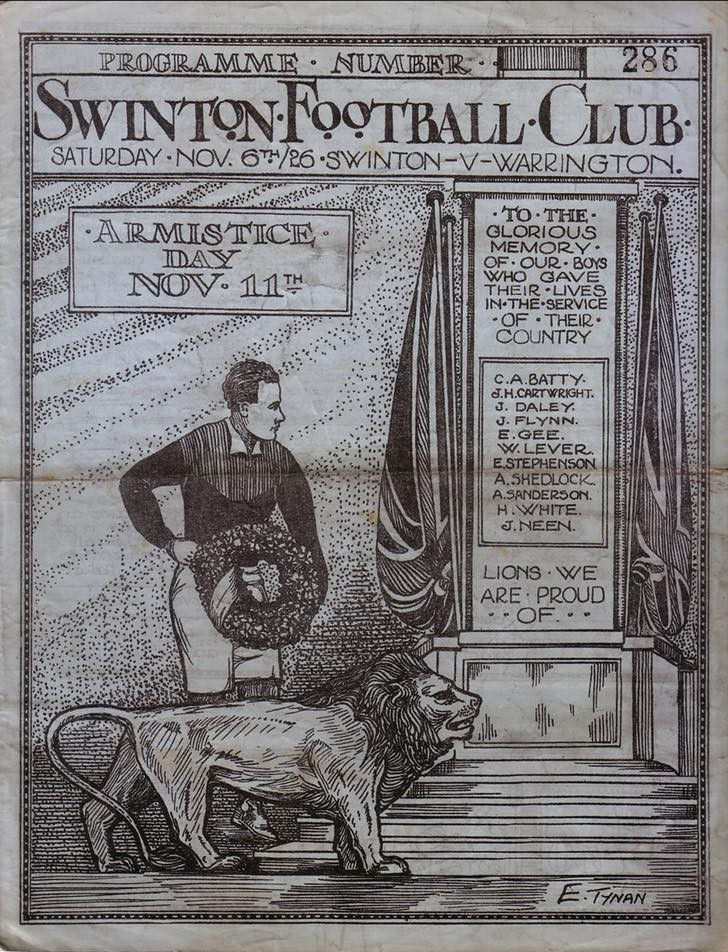 PROGRAMME · NUMBER · 286
SWINTON·FOOTBALL·CLUB·
SATURDAY·NOV. 6TH/26·SWINTON-V-WARRINGTON.
·ARMISTICE·
DAY
NOV· 11TH
·TO·THE·
GLORIOUS
MEMORY·
OF·OUR·BOYS
WHO GAVE
THEIR·LIVES
IN·THE·SERVICE
·OF·THEIR·
COUNTRY
C.A.BATTY.
J.H.CARTWRIGHT.
J. DALEY.
J. FLYNN.
E. GEE.
W. LEVER.
E.STEPHENSON
A.SHEDLOCK.
A.SANDERSON.
H. WHITE.
J. NEEN.
LIONS·WE
ARE·PROUD
··OF···
E. TYNAN